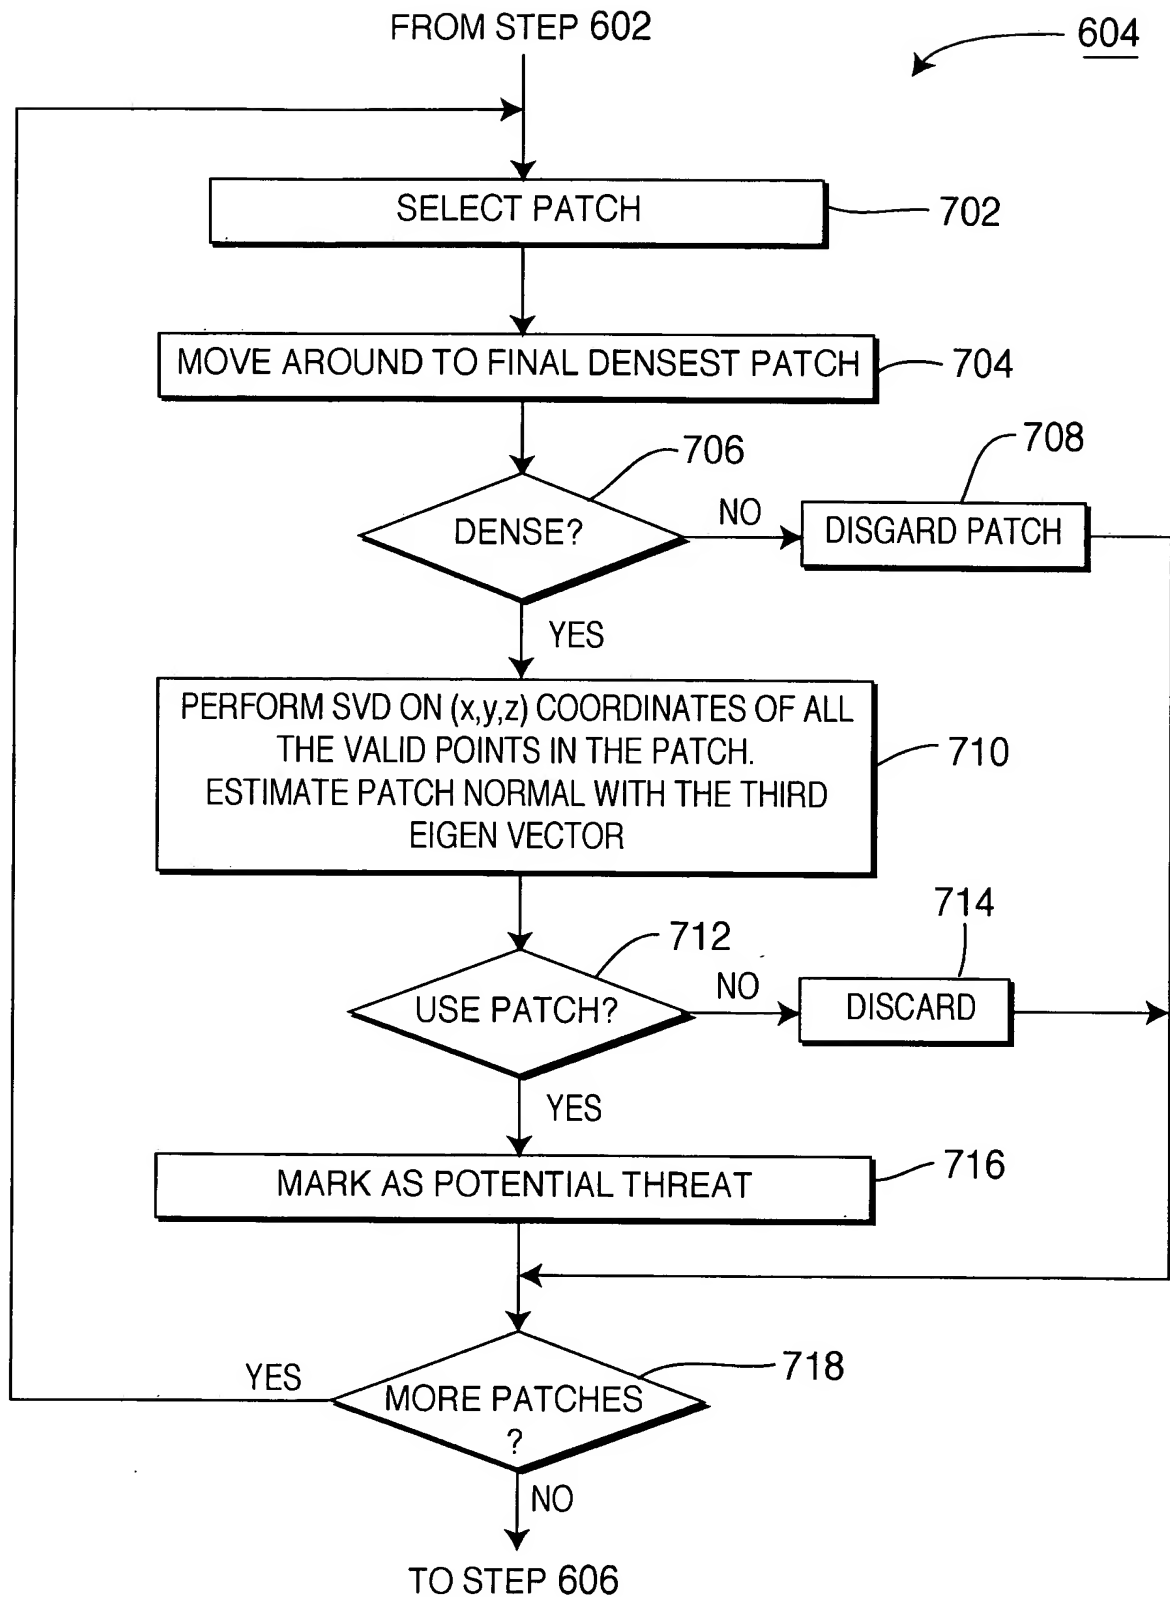 FROM STEP 602
604
SELECT PATCH
702
MOVE AROUND TO FINAL DENSEST PATCH
704
706
708
DENSE?
NO
DISGARD PATCH
YES
PERFORM SVD ON (x,y,z) COORDINATES OF ALL
THE VALID POINTS IN THE PATCH.
ESTIMATE PATCH NORMAL WITH THE THIRD
EIGEN VECTOR
710
712
714
USE PATCH?
NO
DISCARD
YES
MARK AS POTENTIAL THREAT
716
718
YES
MORE PATCHES
?
NO
TO STEP 606